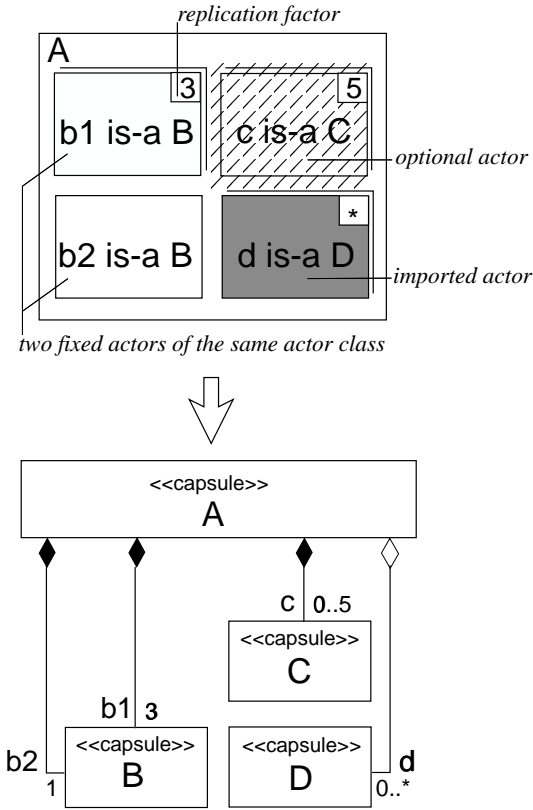 replication factor
A
3
5
b1 is-a B
c is-a C
optional actor
*
b2 is-a B
d is-a D
imported actor
two fixed actors of the same actor class
<<capsule>>
A
c 0..5
<<capsule>>
C
b1 3
<<capsule>>
B
<<capsule>>
D
b2
1
d
0..*